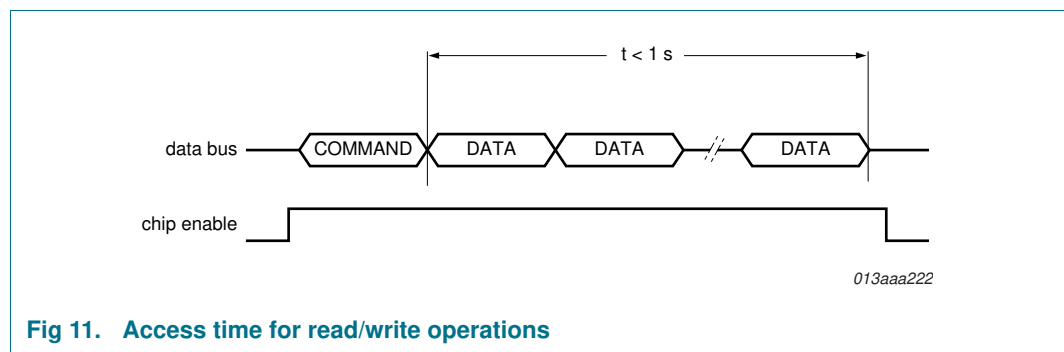 t < 1 s
data bus COMMAND DATA DATA DATA
chip enable
013aaa222
Fig 11. Access time for read/write operations